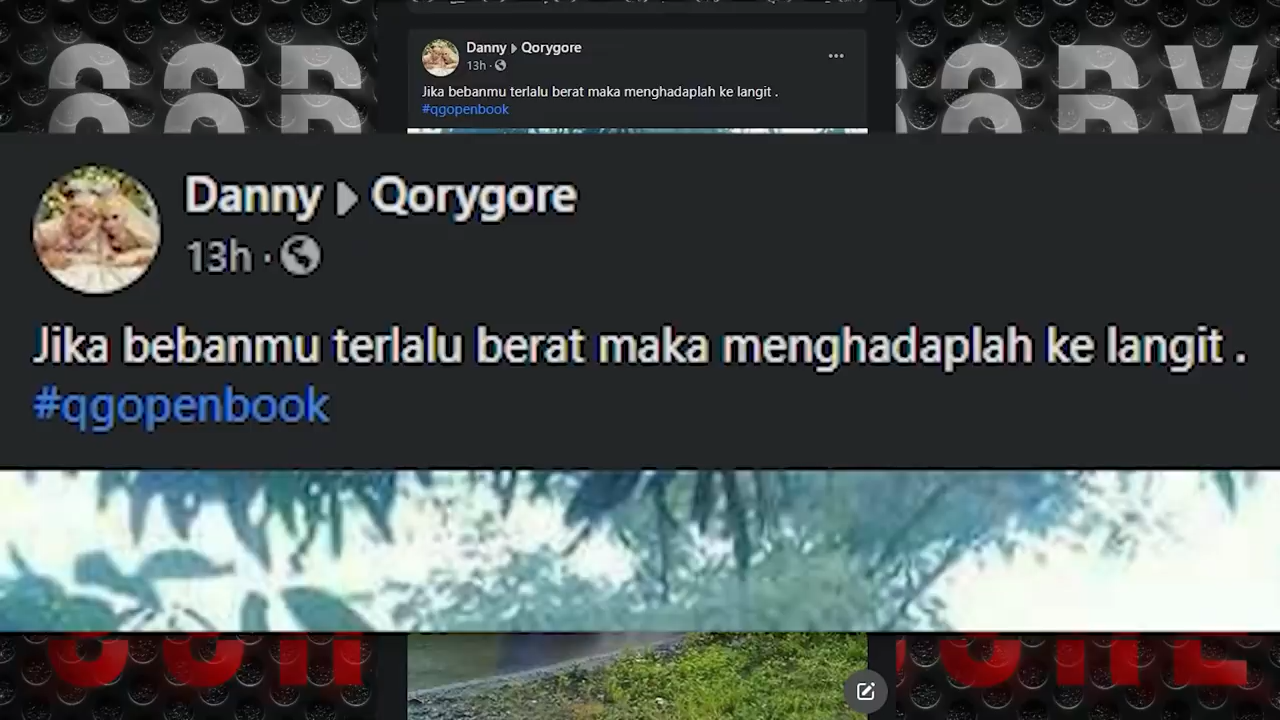 Danny Qorygore
13h ·
Jika bebanmu terlalu berat maka menghadaplah ke langit .
#qgopenbook
Danny Qorygore
13h ·
Jika bebanmu terlalu berat maka menghadaplah ke langit .
#qgopenbook